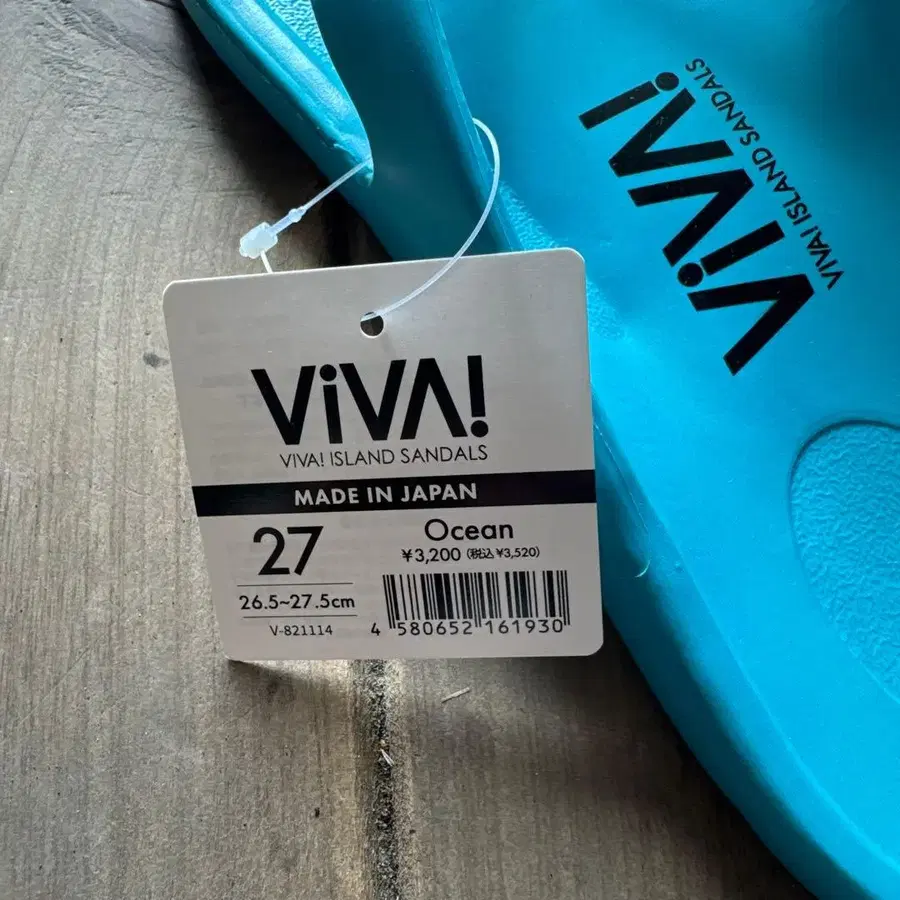 ViVA!
VIVA! ISLAND SANDALS
ViVA!
VIVA! ISLAND SANDALS
MADE IN JAPAN
27
Ocean
¥3,200 (税込 ¥3,520)
26.5~27.5cm
V-821114
4 580652 161930